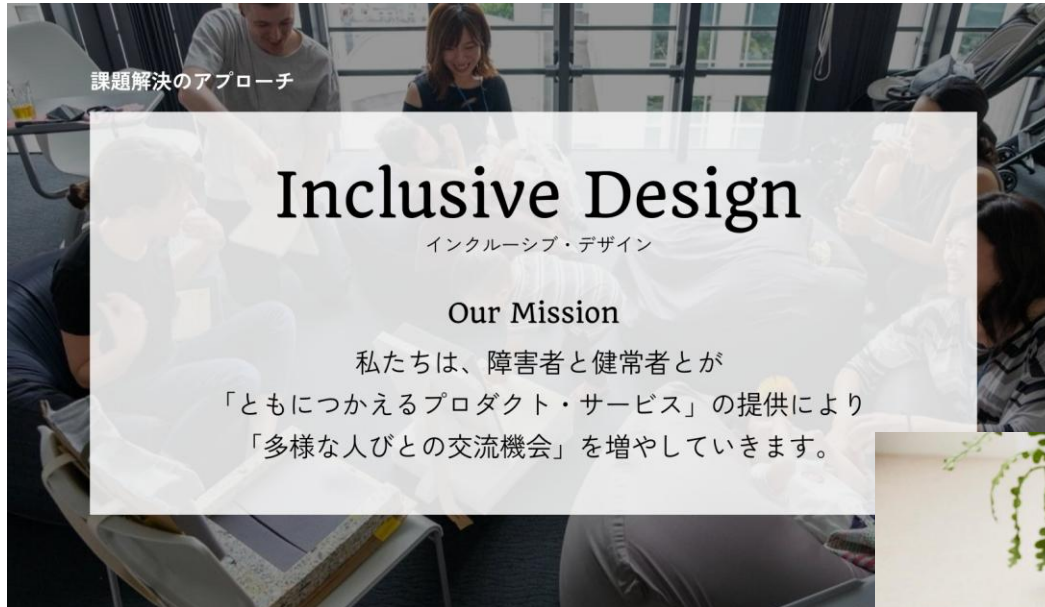 課題解決のアプローチ
Inclusive Design
インクルーシブ・デザイン
Our Mission
私たちは、障害者と健常者とが
「ともにつかえるプロダクト・サービス」の提供により
「多様な人びとの交流機会」を増やしていきます。